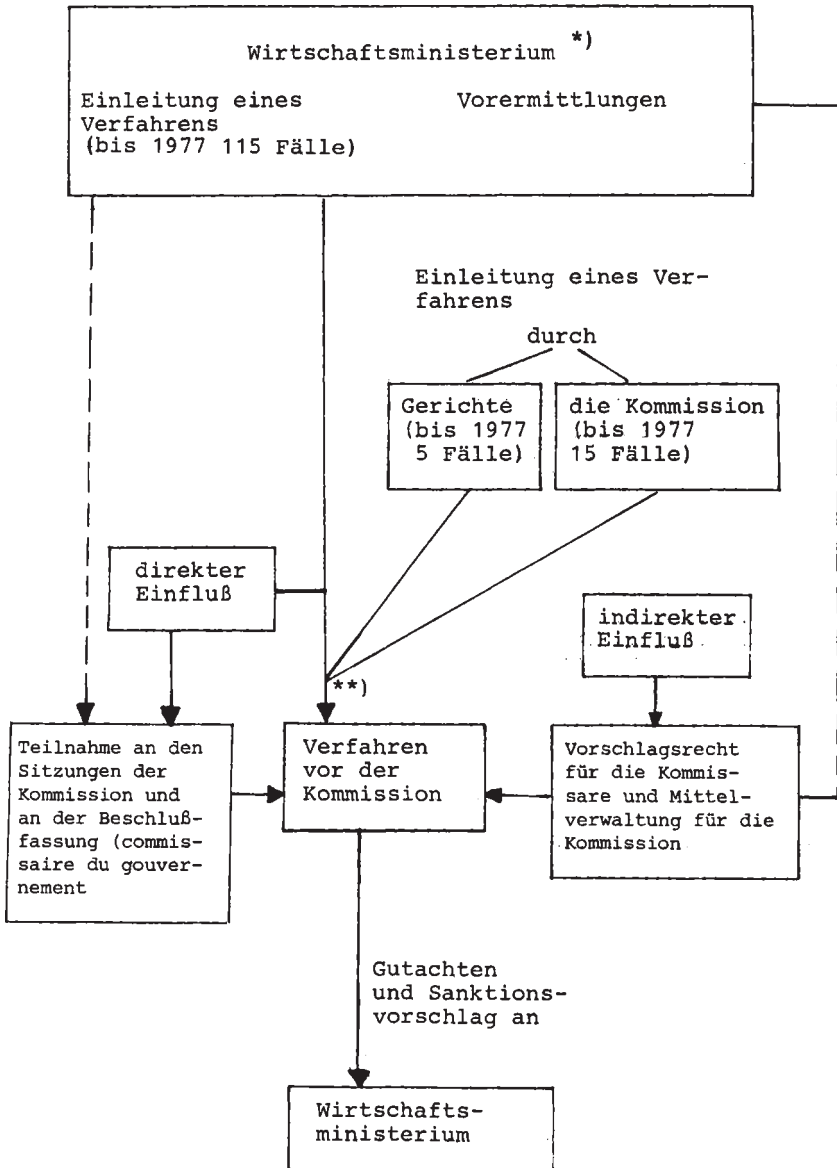 Wirtschaftsministerium *)
Einleitung eines
Verfahrens
(bis 1977 115 Fälle)
Vorermittlungen
Einleitung eines Ver-
fahrens
durch
Gerichte
(bis 1977
5 Fälle)
die Kommission
(bis 1977
15 Fälle)
direkter
Einfluß
indirekter
Einfluß
**)
Teilnahme an den
Sitzungen der
Kommission und
an der Beschluß-
fassung (commis-
saire du gouver-
nement
Verfahren
vor der
Kommission
Vorschlagsrecht
für die Kommis-
sare und Mittel-
verwaltung für die
Kommission
Gutachten
und Sanktions-
vorschlag an
Wirtschafts-
ministerium